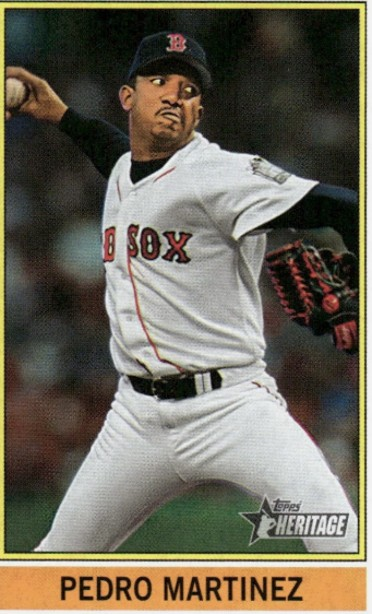 B
RED SOX
Topps
HERITAGE
PEDRO MARTINEZ